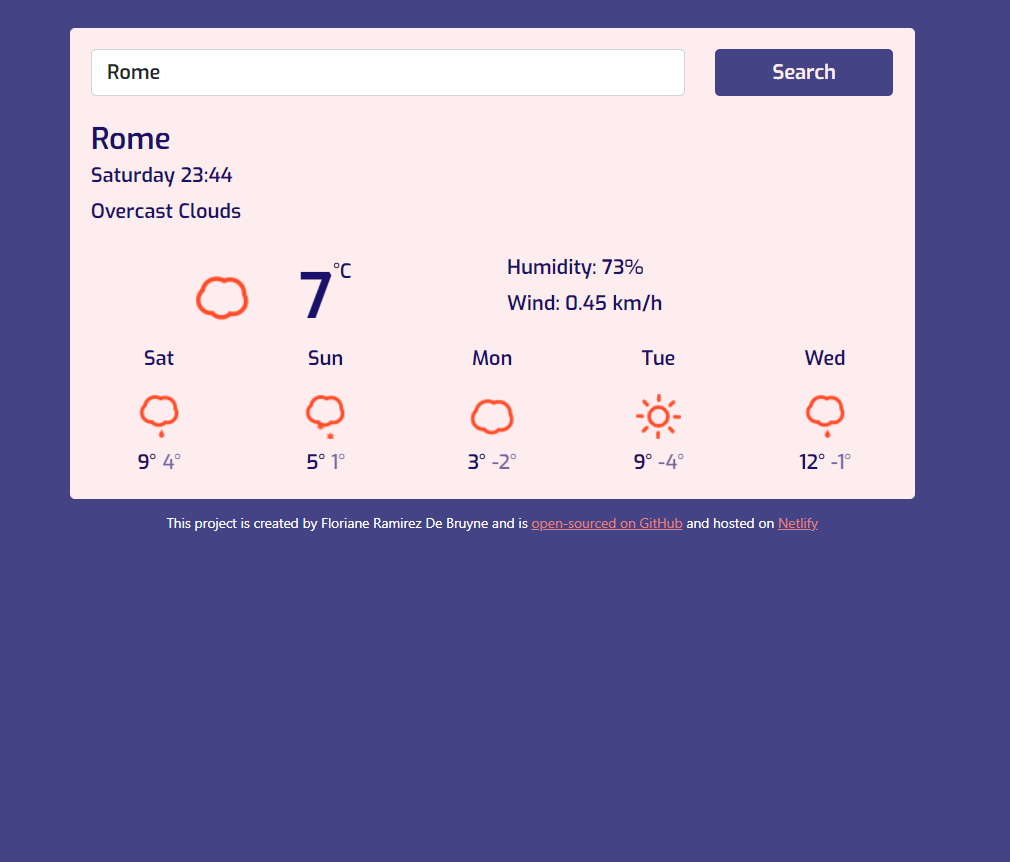 Rome
Search
Rome
Saturday 23:44
Overcast Clouds
7°C
Humidity: 73%
Wind: 0.45 km/h
Sat Sun Mon Tue Wed
9° 4° 5° 1° 3° -2° 9° -4° 12° -1°
This project is created by Floriane Ramirez De Bruyne and is open-sourced on GitHub and hosted on Netlify